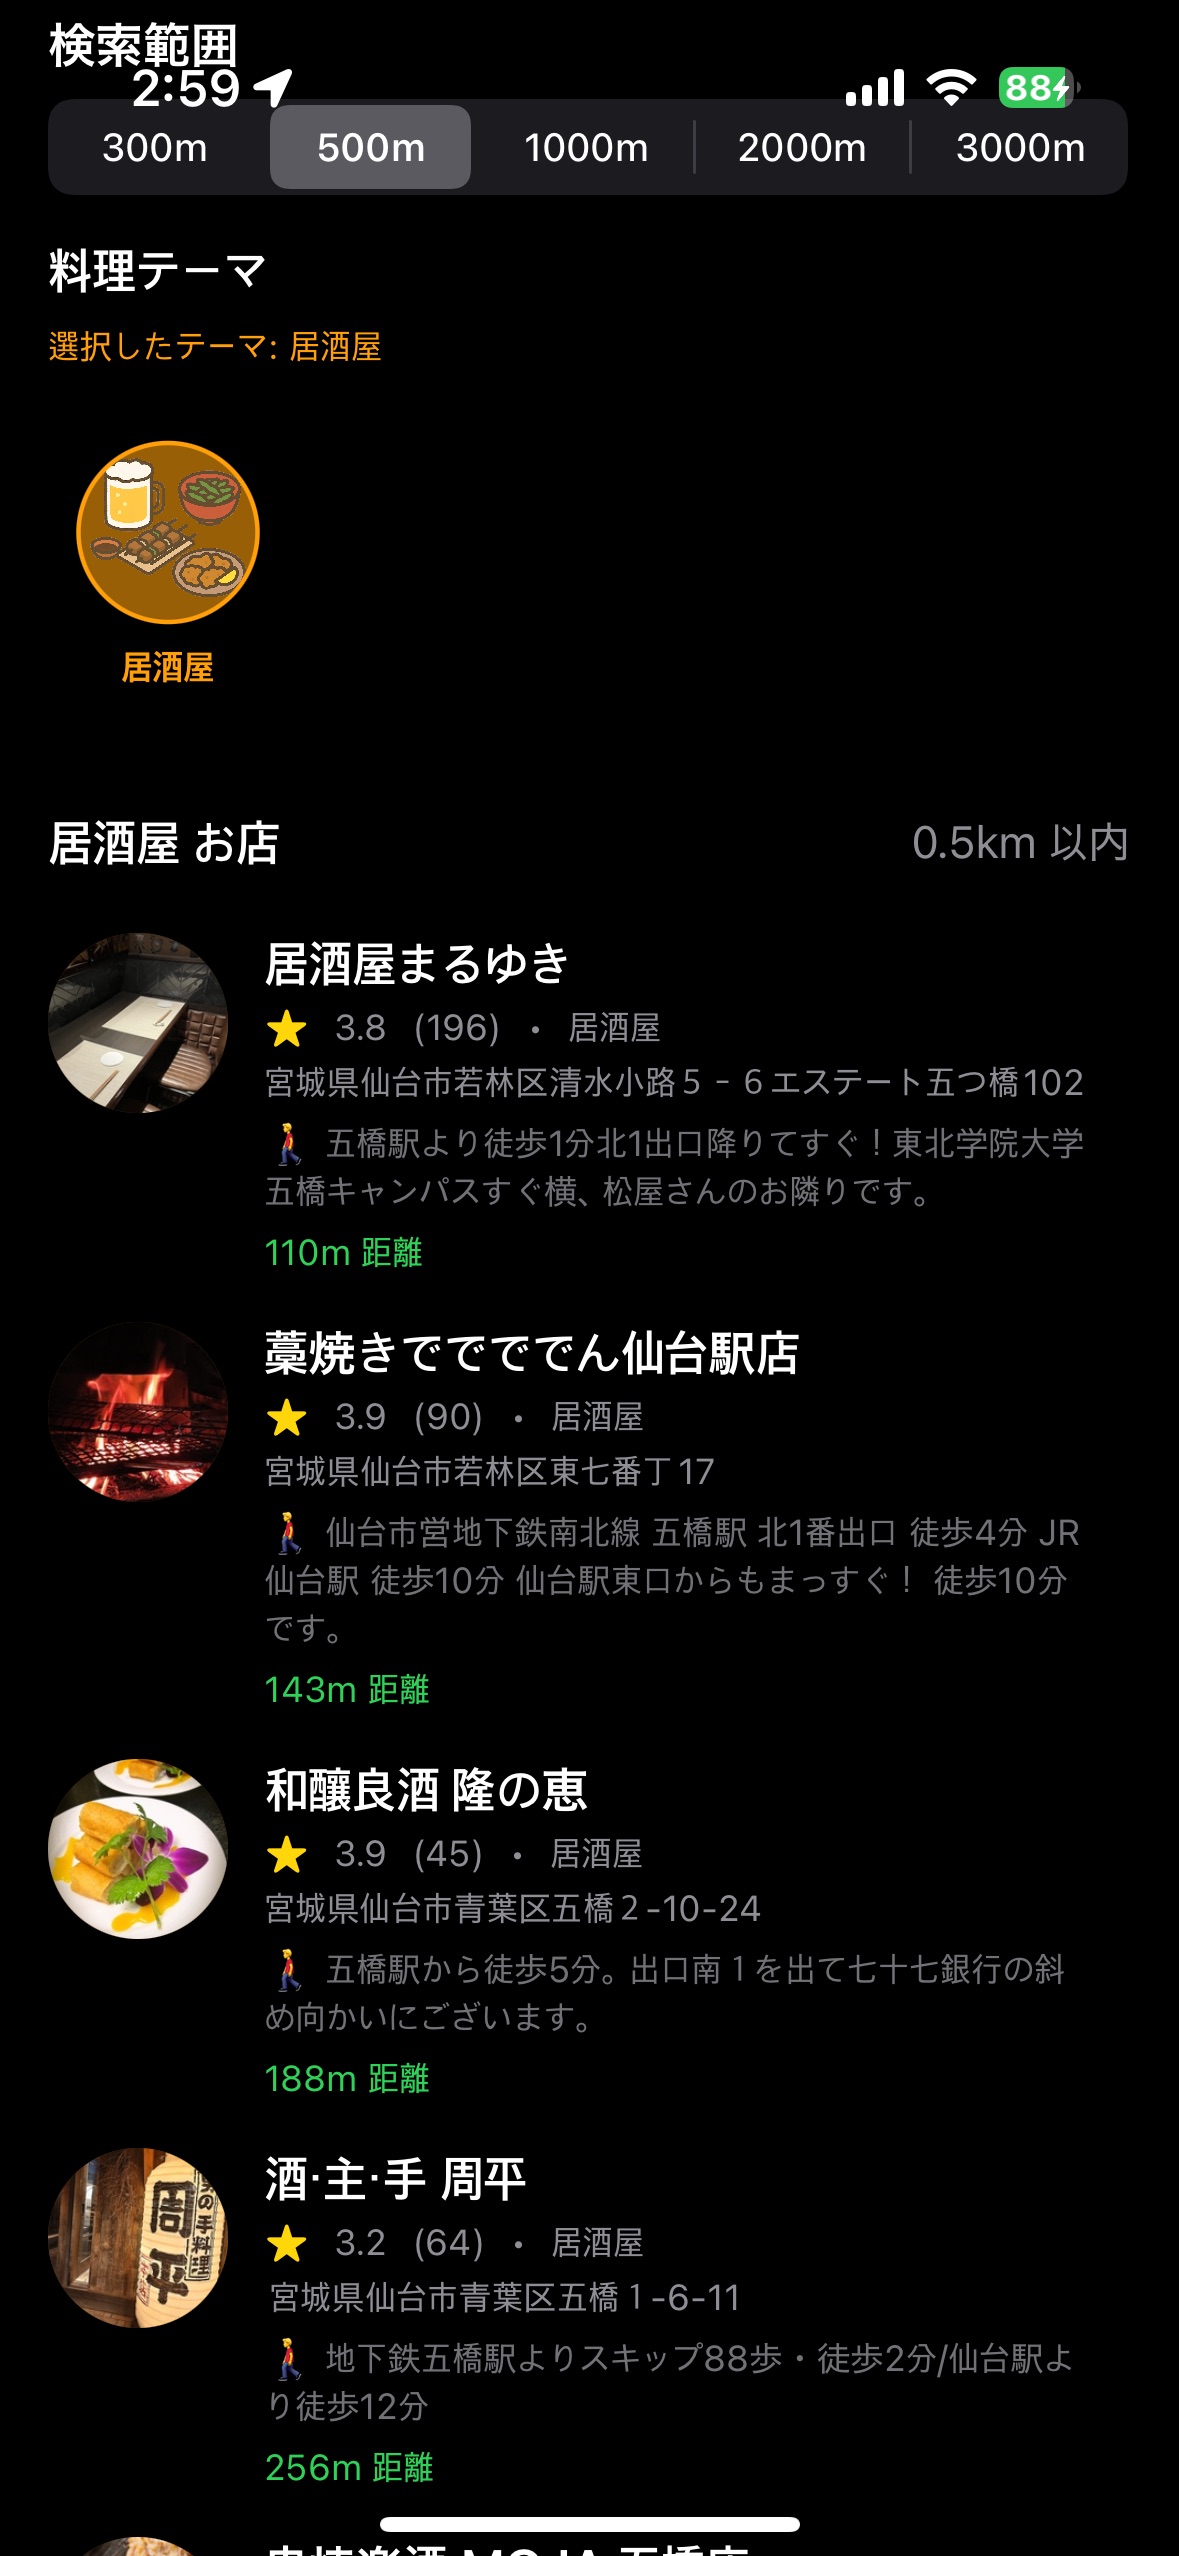 検索範囲
2:59
88
300m
500m
1000m
2000m
3000m
料理テーマ
選択したテーマ: 居酒屋
居酒屋
居酒屋 お店
0.5km 以内
居酒屋まるゆき
3.8 (196) • 居酒屋
宮城県仙台市若林区清水小路5‐6エステート五つ橋102
五橋駅より徒歩1分北1出口降りてすぐ！東北学院大学
五橋キャンパスすぐ横、松屋さんのお隣りです。
110m 距離
藁焼きででででん仙台駅店
3.9 (90) • 居酒屋
宮城県仙台市若林区東七番丁17
仙台市営地下鉄南北線 五橋駅 北1番出口 徒歩4分 JR
仙台駅 徒歩10分 仙台駅東口からもまっすぐ！ 徒歩10分
です。
143m 距離
和醸良酒 隆の恵
3.9 (45) • 居酒屋
宮城県仙台市青葉区五橋２-10-24
五橋駅から徒歩5分。出口南１を出て七十七銀行の斜
め向かいにございます。
188m 距離
酒･主･手 周平
周平
手料理
3.2 (64) • 居酒屋
宮城県仙台市青葉区五橋１-6-11
地下鉄五橋駅よりスキップ88歩・徒歩2分/仙台駅よ
り徒歩12分
256m 距離